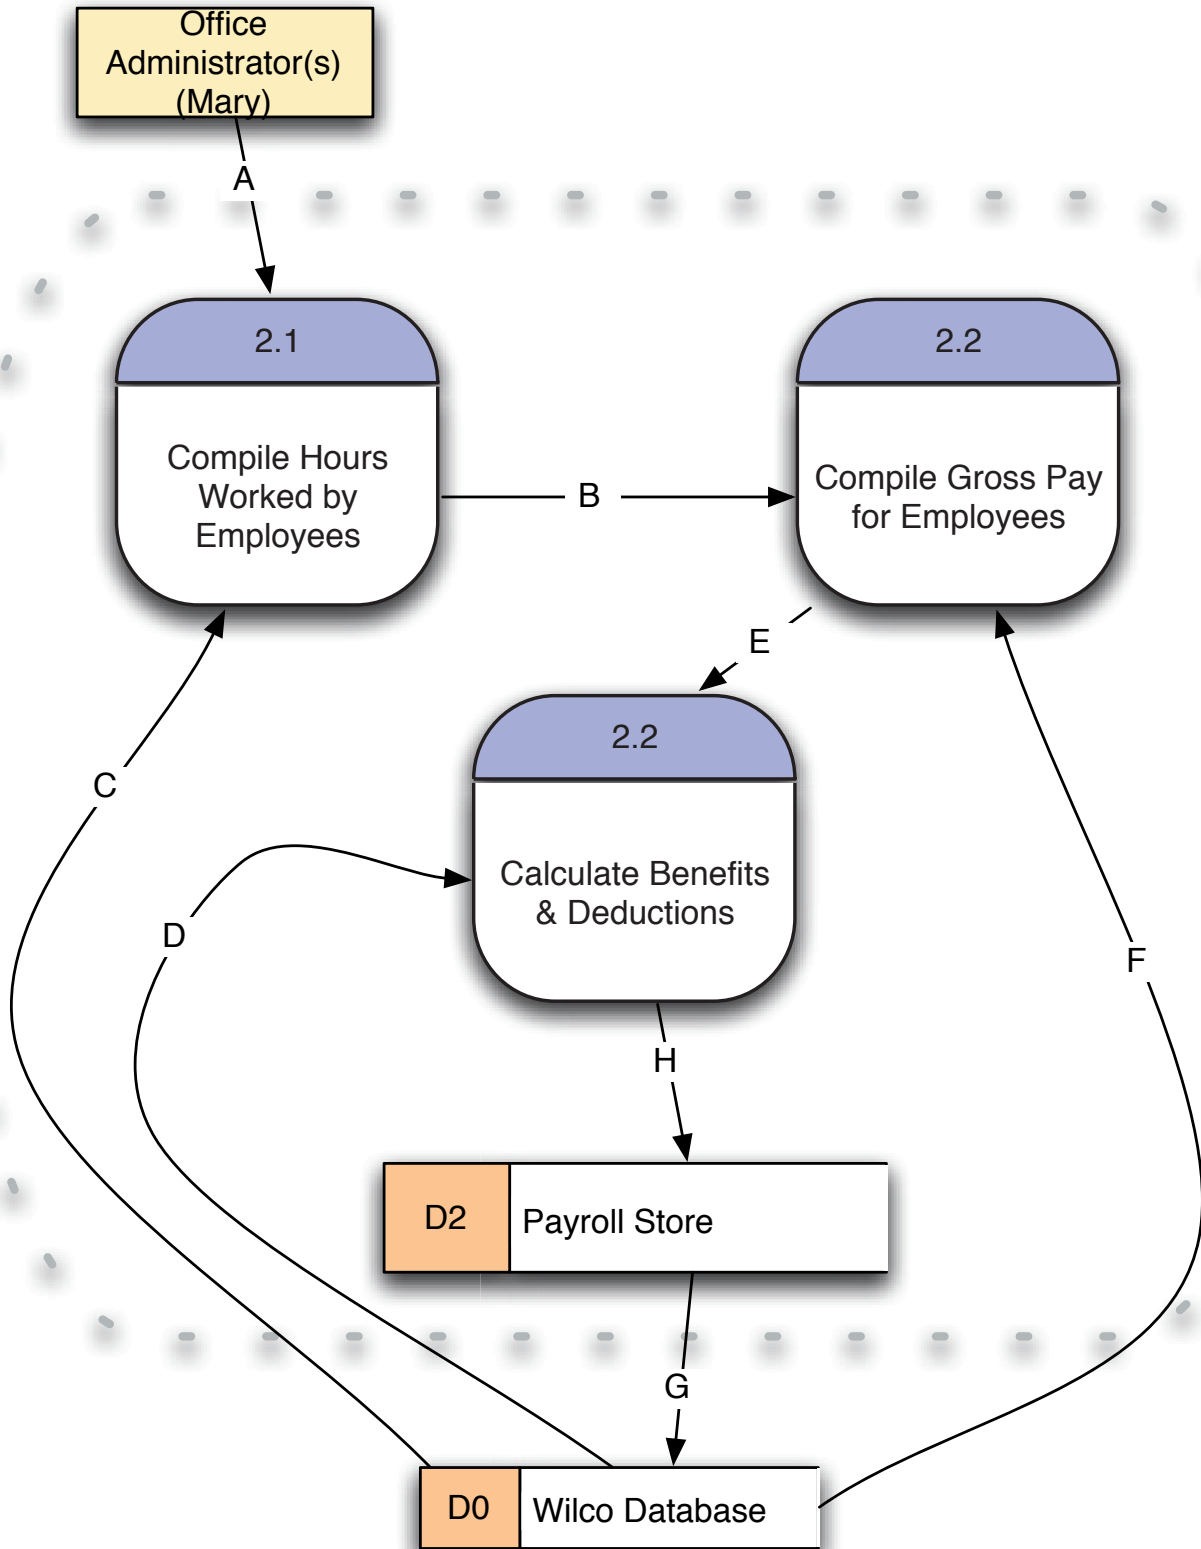 Office
Administrator(s)
(Mary)
A
2.1
2.2
Compile Hours
Worked by
Employees
B
Compile Gross Pay
for Employees
E
2.2
C
Calculate Benefits
& Deductions
D
F
H
D2
Payroll Store
G
D0
Wilco Database